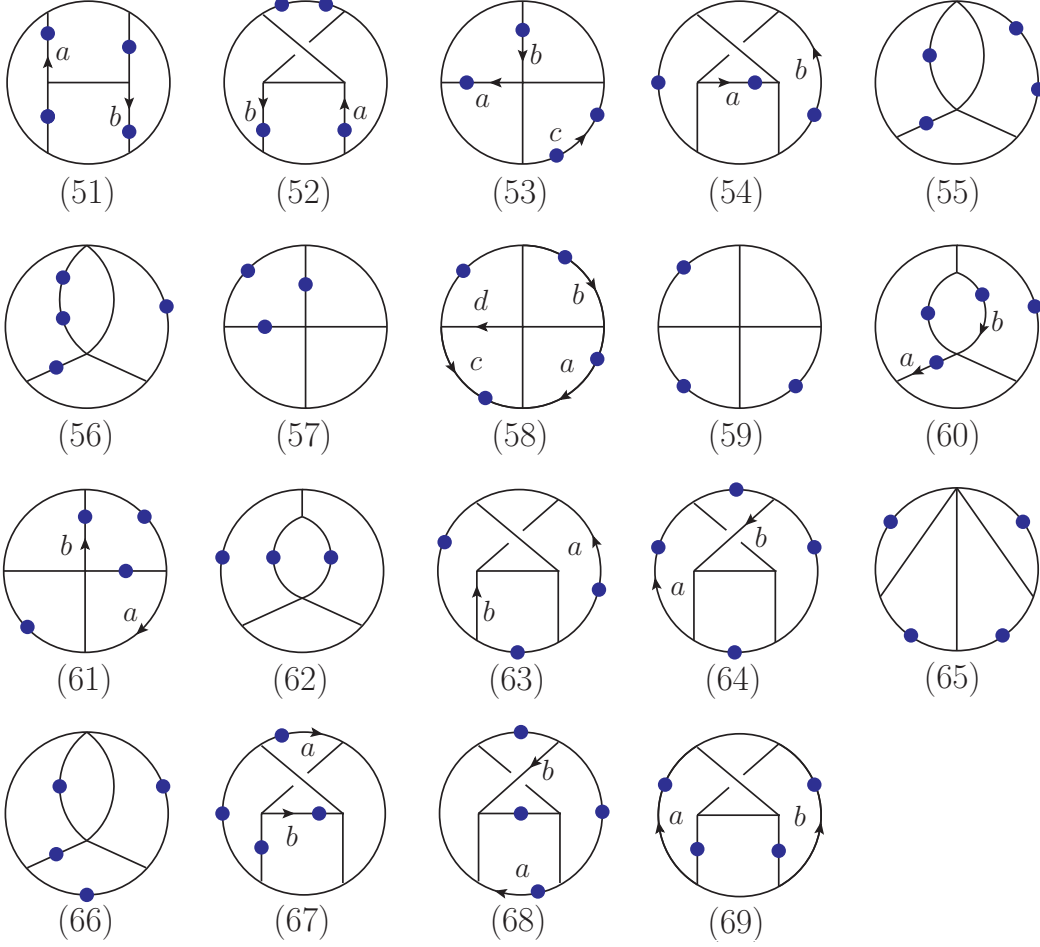 a b b a b a c a b
(51) (52) (53) (54) (55)
d b c a b a
(56) (57) (58) (59) (60)
b a a b b a
(61) (62) (63) (64) (65)
a b b a a b
(66) (67) (68) (69)